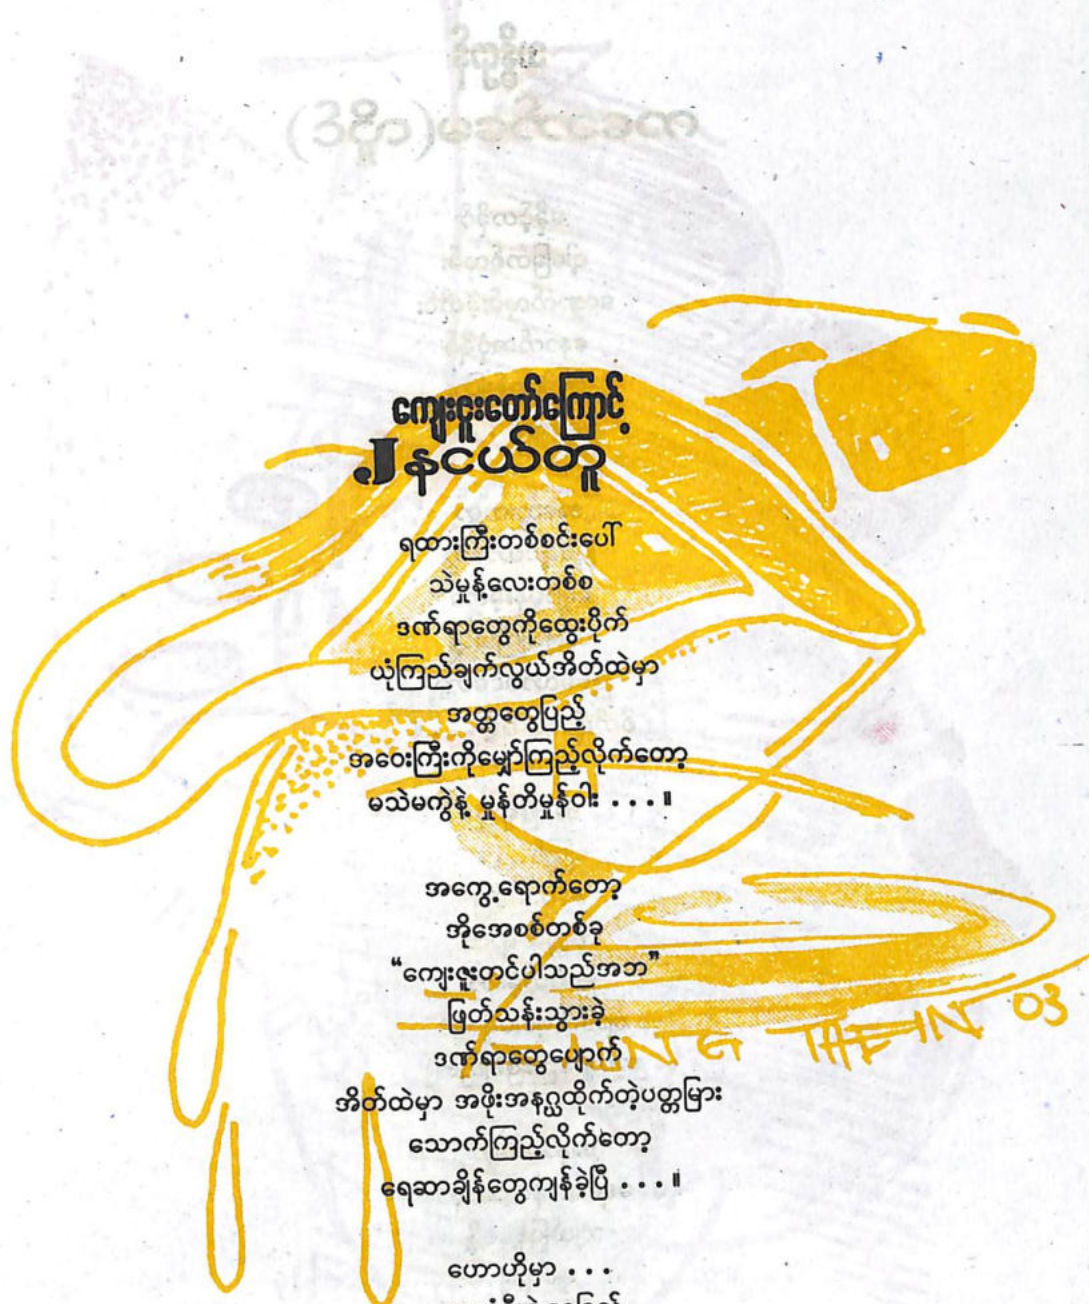 ကျေးဇူးတော်ကြောင့်
နငယ်တူ
ရထားကြီးတစ်စင်းပေါ်
သဲမှုန့်လေးတစ်စ
ဒဏ်ရာတွေကိုထွေးပိုက်
ယုံကြည်ချက်လွယ်အိတ်ထဲမှာ
အတ္တတွေပြည့်
အဝေးကြီးကိုမျှော်ကြည့်လိုက်တော့
မသဲမကွဲနဲ့ မှုန်တိမှုန်ဝါး . . . ။
အကွေ့ရောက်တော့
အိုအေစစ်တစ်ခု
“ကျေးဇူးတင်ပါသည်အဘ”
ဖြတ်သန်းသွားခဲ့
ဒဏ်ရာတွေပျောက်
အိတ်ထဲမှာ အဖိုးအနဂ္ဃထိုက်တဲ့ပတ္တမြား
သောက်ကြည့်လိုက်တော့
ရေဆာချိန်တွေကျန်ခဲ့ပြီ . . . ။
ဟောဟိုမှာ . . .
THEIN 03